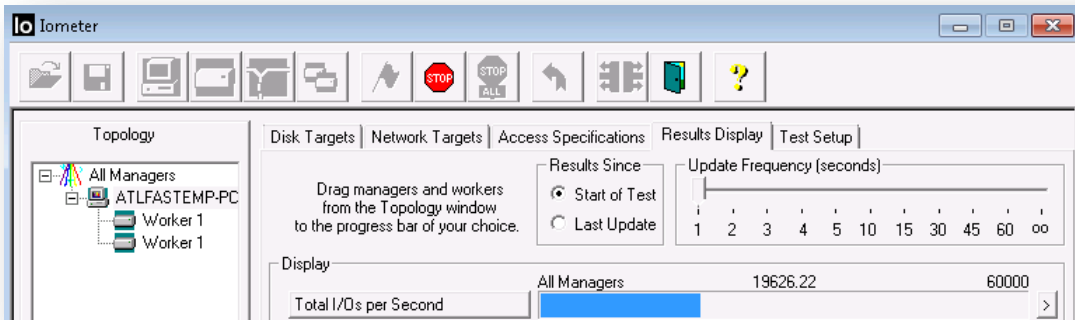 Io Iometer
STOP
STOP
ALL
Topology
All Managers
ATLFASTEMP-PC
Worker 1
Worker 1
Disk Targets Network Targets Access Specifications Results Display Test Setup
Drag managers and workers
from the Topology window
to the progress bar of your choice.
Results Since
Start of Test
Last Update
Update Frequency (seconds)
1 2 3 4 5 10 15 30 45 60 oo
Display
All Managers 19626.22 60000
Total I/Os per Second >